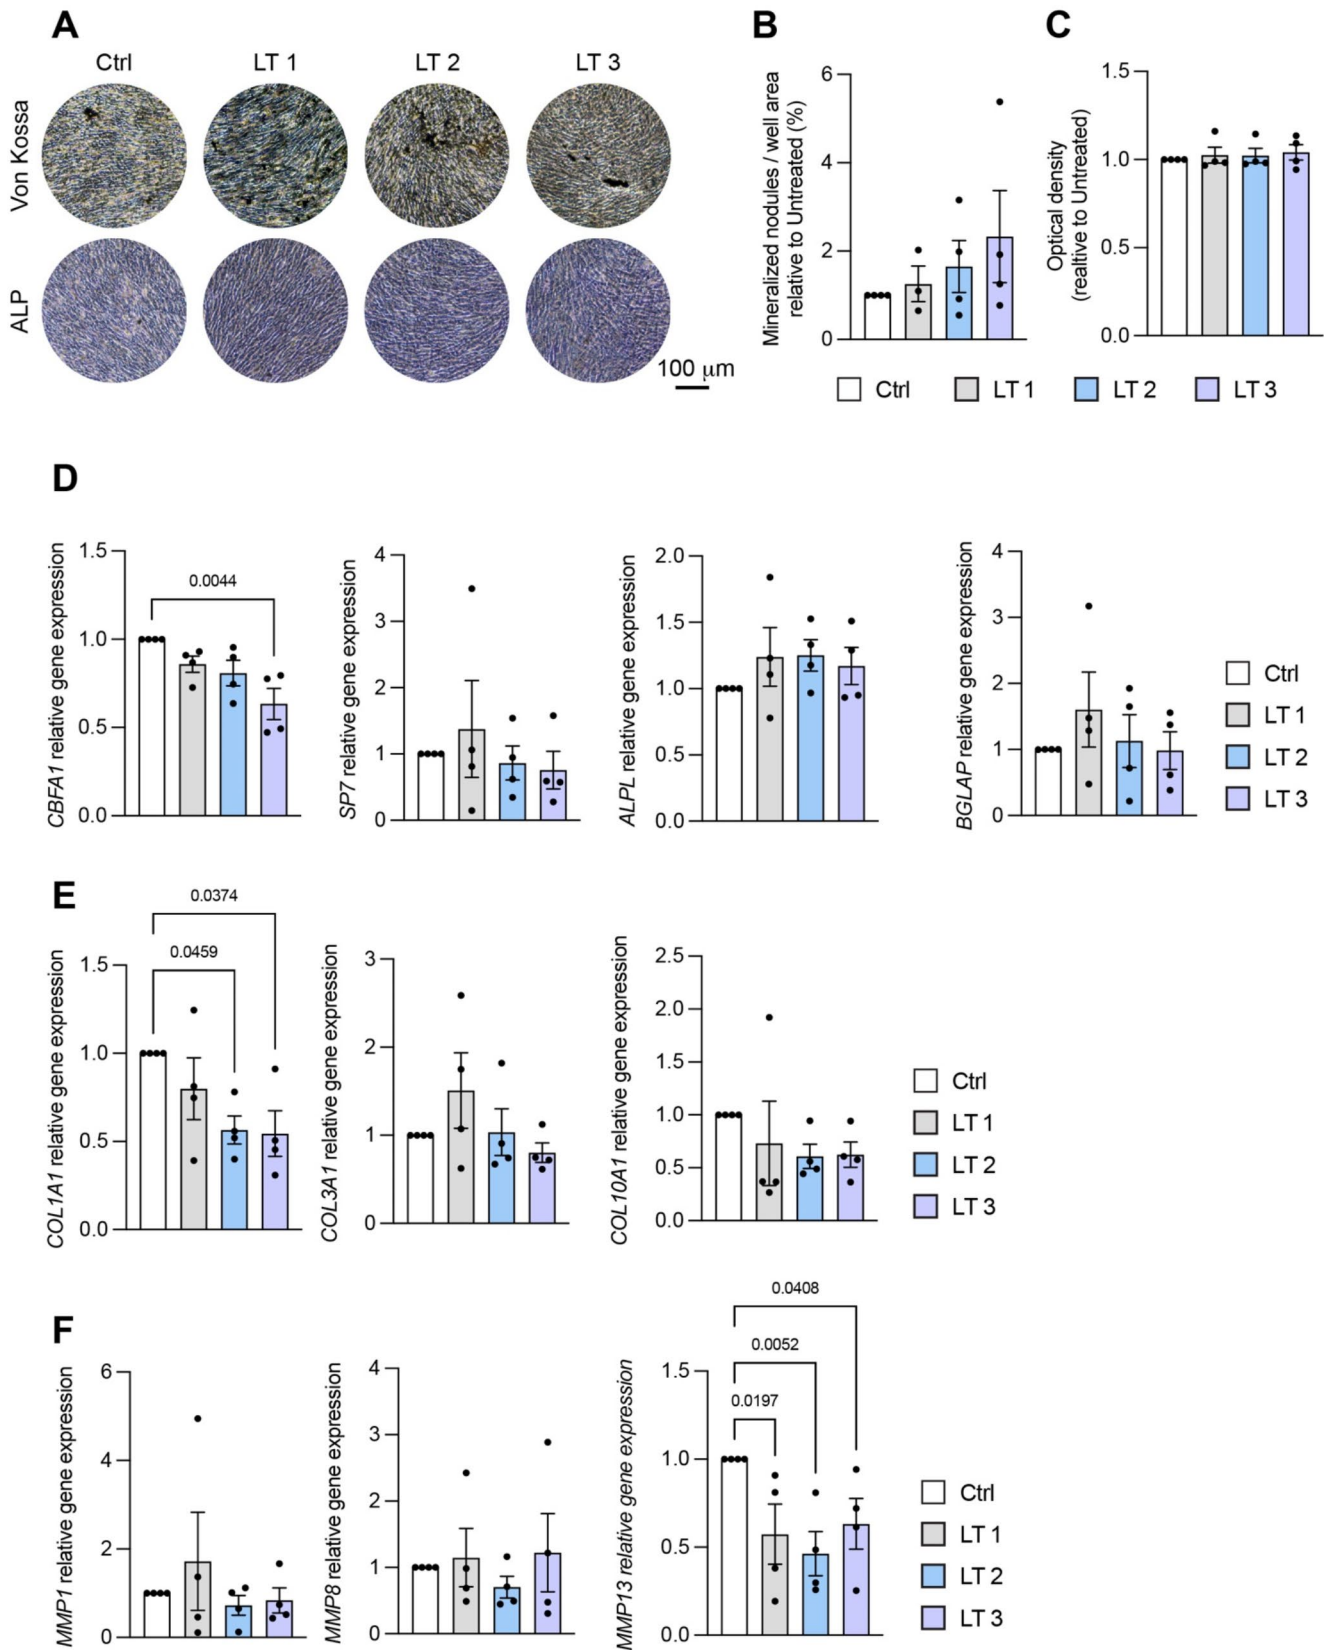 A
Ctrl
LT 1
LT 2
LT 3
Von Kossa
ALP
100 μm
B
Mineralized nodules / well area
relative to Untreated (%)
6
4
2
0
C
Optical density
(realtive to Untreated)
1.5
1.0
0.5
0.0
Ctrl
LT 1
LT 2
LT 3
D
CBFA1 relative gene expression
1.5
1.0
0.5
0.0
0.0044
SP7 relative gene expression
4
3
2
1
0
ALPL relative gene expression
2.0
1.5
1.0
0.5
0.0
BGLAP relative gene expression
4
3
2
1
0
Ctrl
LT 1
LT 2
LT 3
E
COL1A1 relative gene expression
1.5
1.0
0.5
0.0
0.0374
0.0459
COL3A1 relative gene expression
3
2
1
0
COL10A1 relative gene expression
2.5
2.0
1.5
1.0
0.5
0.0
Ctrl
LT 1
LT 2
LT 3
F
MMP1 relative gene expression
6
4
2
0
MMP8 relative gene expression
4
3
2
1
0
MMP13 relative gene expression
1.5
1.0
0.5
0.0
0.0408
0.0052
0.0197
Ctrl
LT 1
LT 2
LT 3